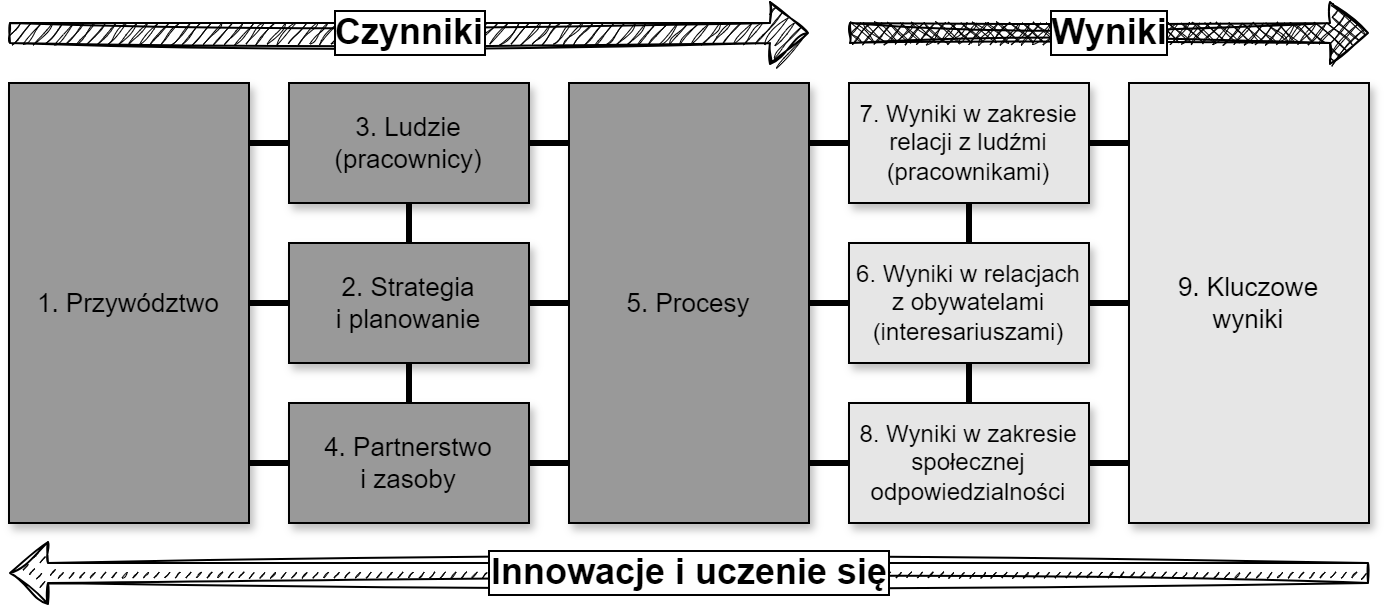 Czynniki
Wyniki
1. Przywództwo
3. Ludzie
(pracownicy)
2. Strategia
i planowanie
4. Partnerstwo
i zasoby
5. Procesy
7. Wyniki w zakresie
relacji z ludźmi
(pracownikami)
6. Wyniki w relacjach
z obywatelami
(interesariuszami)
8. Wyniki w zakresie
społecznej
odpowiedzialności
9. Kluczowe
wyniki
Innowacje i uczenie się